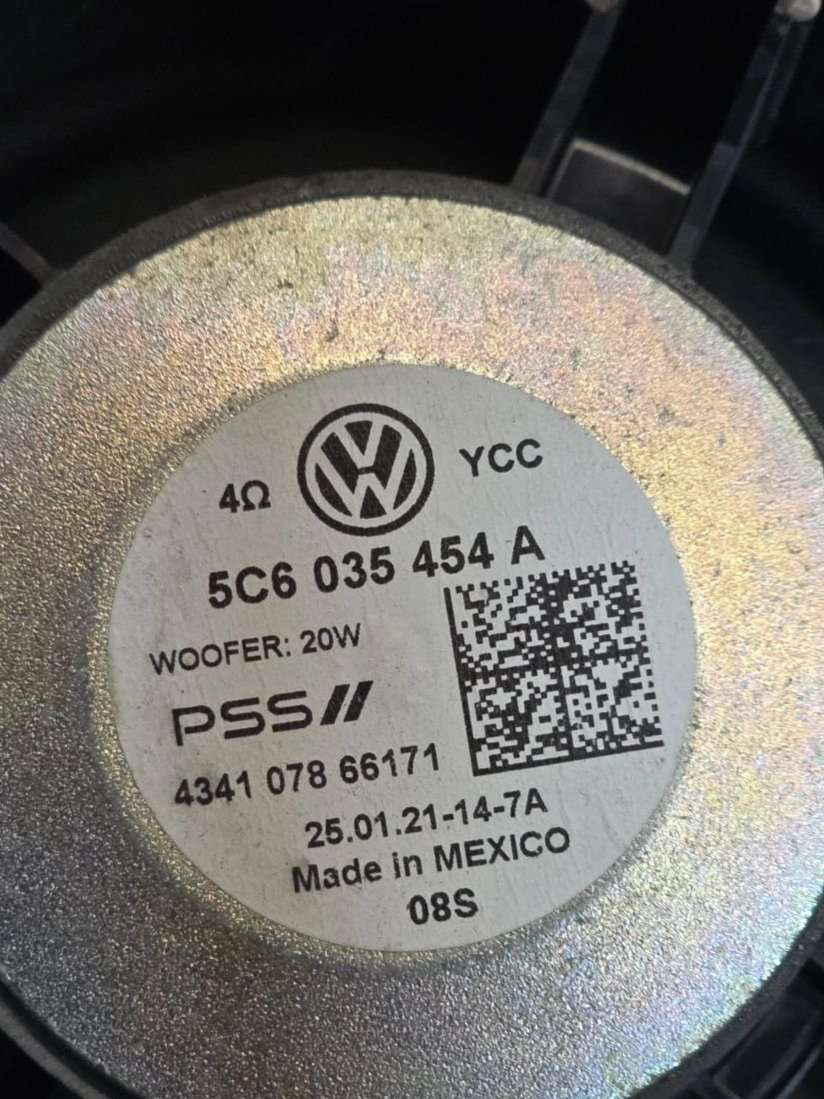 4Ω YCC
5C6 035 454 A
WOOFER: 20W
PSS//
4341 078 66171
25.01.21-14-7A
Made in MEXICO
08S